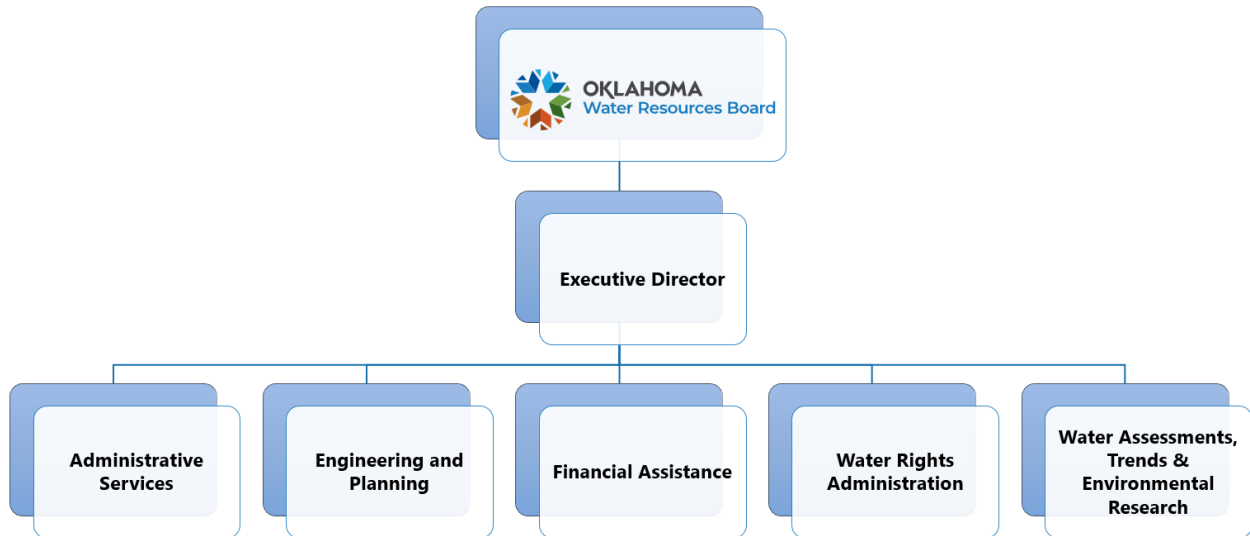 OKLAHOMA
Water Resources Board
Executive Director
Administrative
Services
Engineering and
Planning
Financial Assistance
Water Rights
Administration
Water Assessments,
Trends &
Environmental
Research